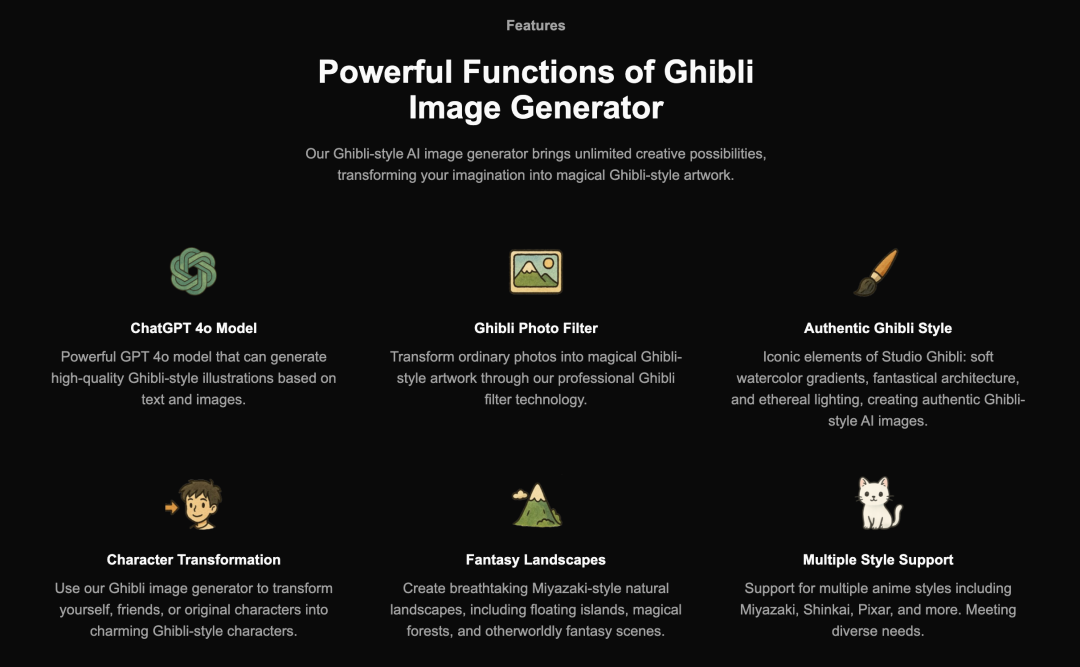 Features
Powerful Functions of Ghibli
Image Generator
Our Ghibli-style AI image generator brings unlimited creative possibilities,
transforming your imagination into magical Ghibli-style artwork.
ChatGPT 4o Model
Powerful GPT 4o model that can generate
high-quality Ghibli-style illustrations based on
text and images.
Ghibli Photo Filter
Transform ordinary photos into magical Ghibli-
style artwork through our professional Ghibli
filter technology.
Authentic Ghibli Style
Iconic elements of Studio Ghibli: soft
watercolor gradients, fantastical architecture,
and ethereal lighting, creating authentic Ghibli-
style AI images.
Character Transformation
Use our Ghibli image generator to transform
yourself, friends, or original characters into
charming Ghibli-style characters.
Fantasy Landscapes
Create breathtaking Miyazaki-style natural
landscapes, including floating islands, magical
forests, and otherworldly fantasy scenes.
Multiple Style Support
Support for multiple anime styles including
Miyazaki, Shinkai, Pixar, and more. Meeting
diverse needs.